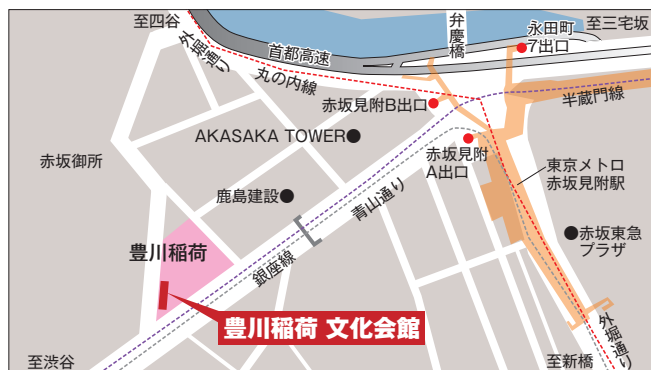 至四谷
外堀通り
首都高速
丸の内線
弁慶橋
永田町
7出口
至三宅坂
半蔵門線
赤坂見附B出口
AKASAKA TOWER
赤坂見附
A出口
東京メトロ
赤坂見附駅
赤坂御所
鹿島建設
青山通り
赤坂東急
プラザ
豊川稲荷
銀座線
豊川稲荷 文化会館
外堀通り
至渋谷
至新橋